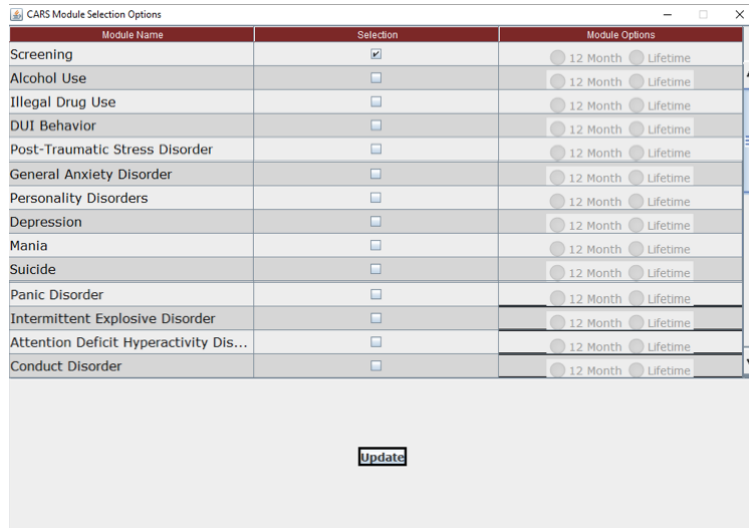 CARS Module Selection Options
Module Name Selection Module Options
Screening 12 Month Lifetime
Alcohol Use 12 Month Lifetime
Illegal Drug Use 12 Month Lifetime
DUI Behavior 12 Month Lifetime
Post-Traumatic Stress Disorder 12 Month Lifetime
General Anxiety Disorder 12 Month Lifetime
Personality Disorders 12 Month Lifetime
Depression 12 Month Lifetime
Mania 12 Month Lifetime
Suicide 12 Month Lifetime
Panic Disorder 12 Month Lifetime
Intermittent Explosive Disorder 12 Month Lifetime
Attention Deficit Hyperactivity Dis... 12 Month Lifetime
Conduct Disorder 12 Month Lifetime
Update